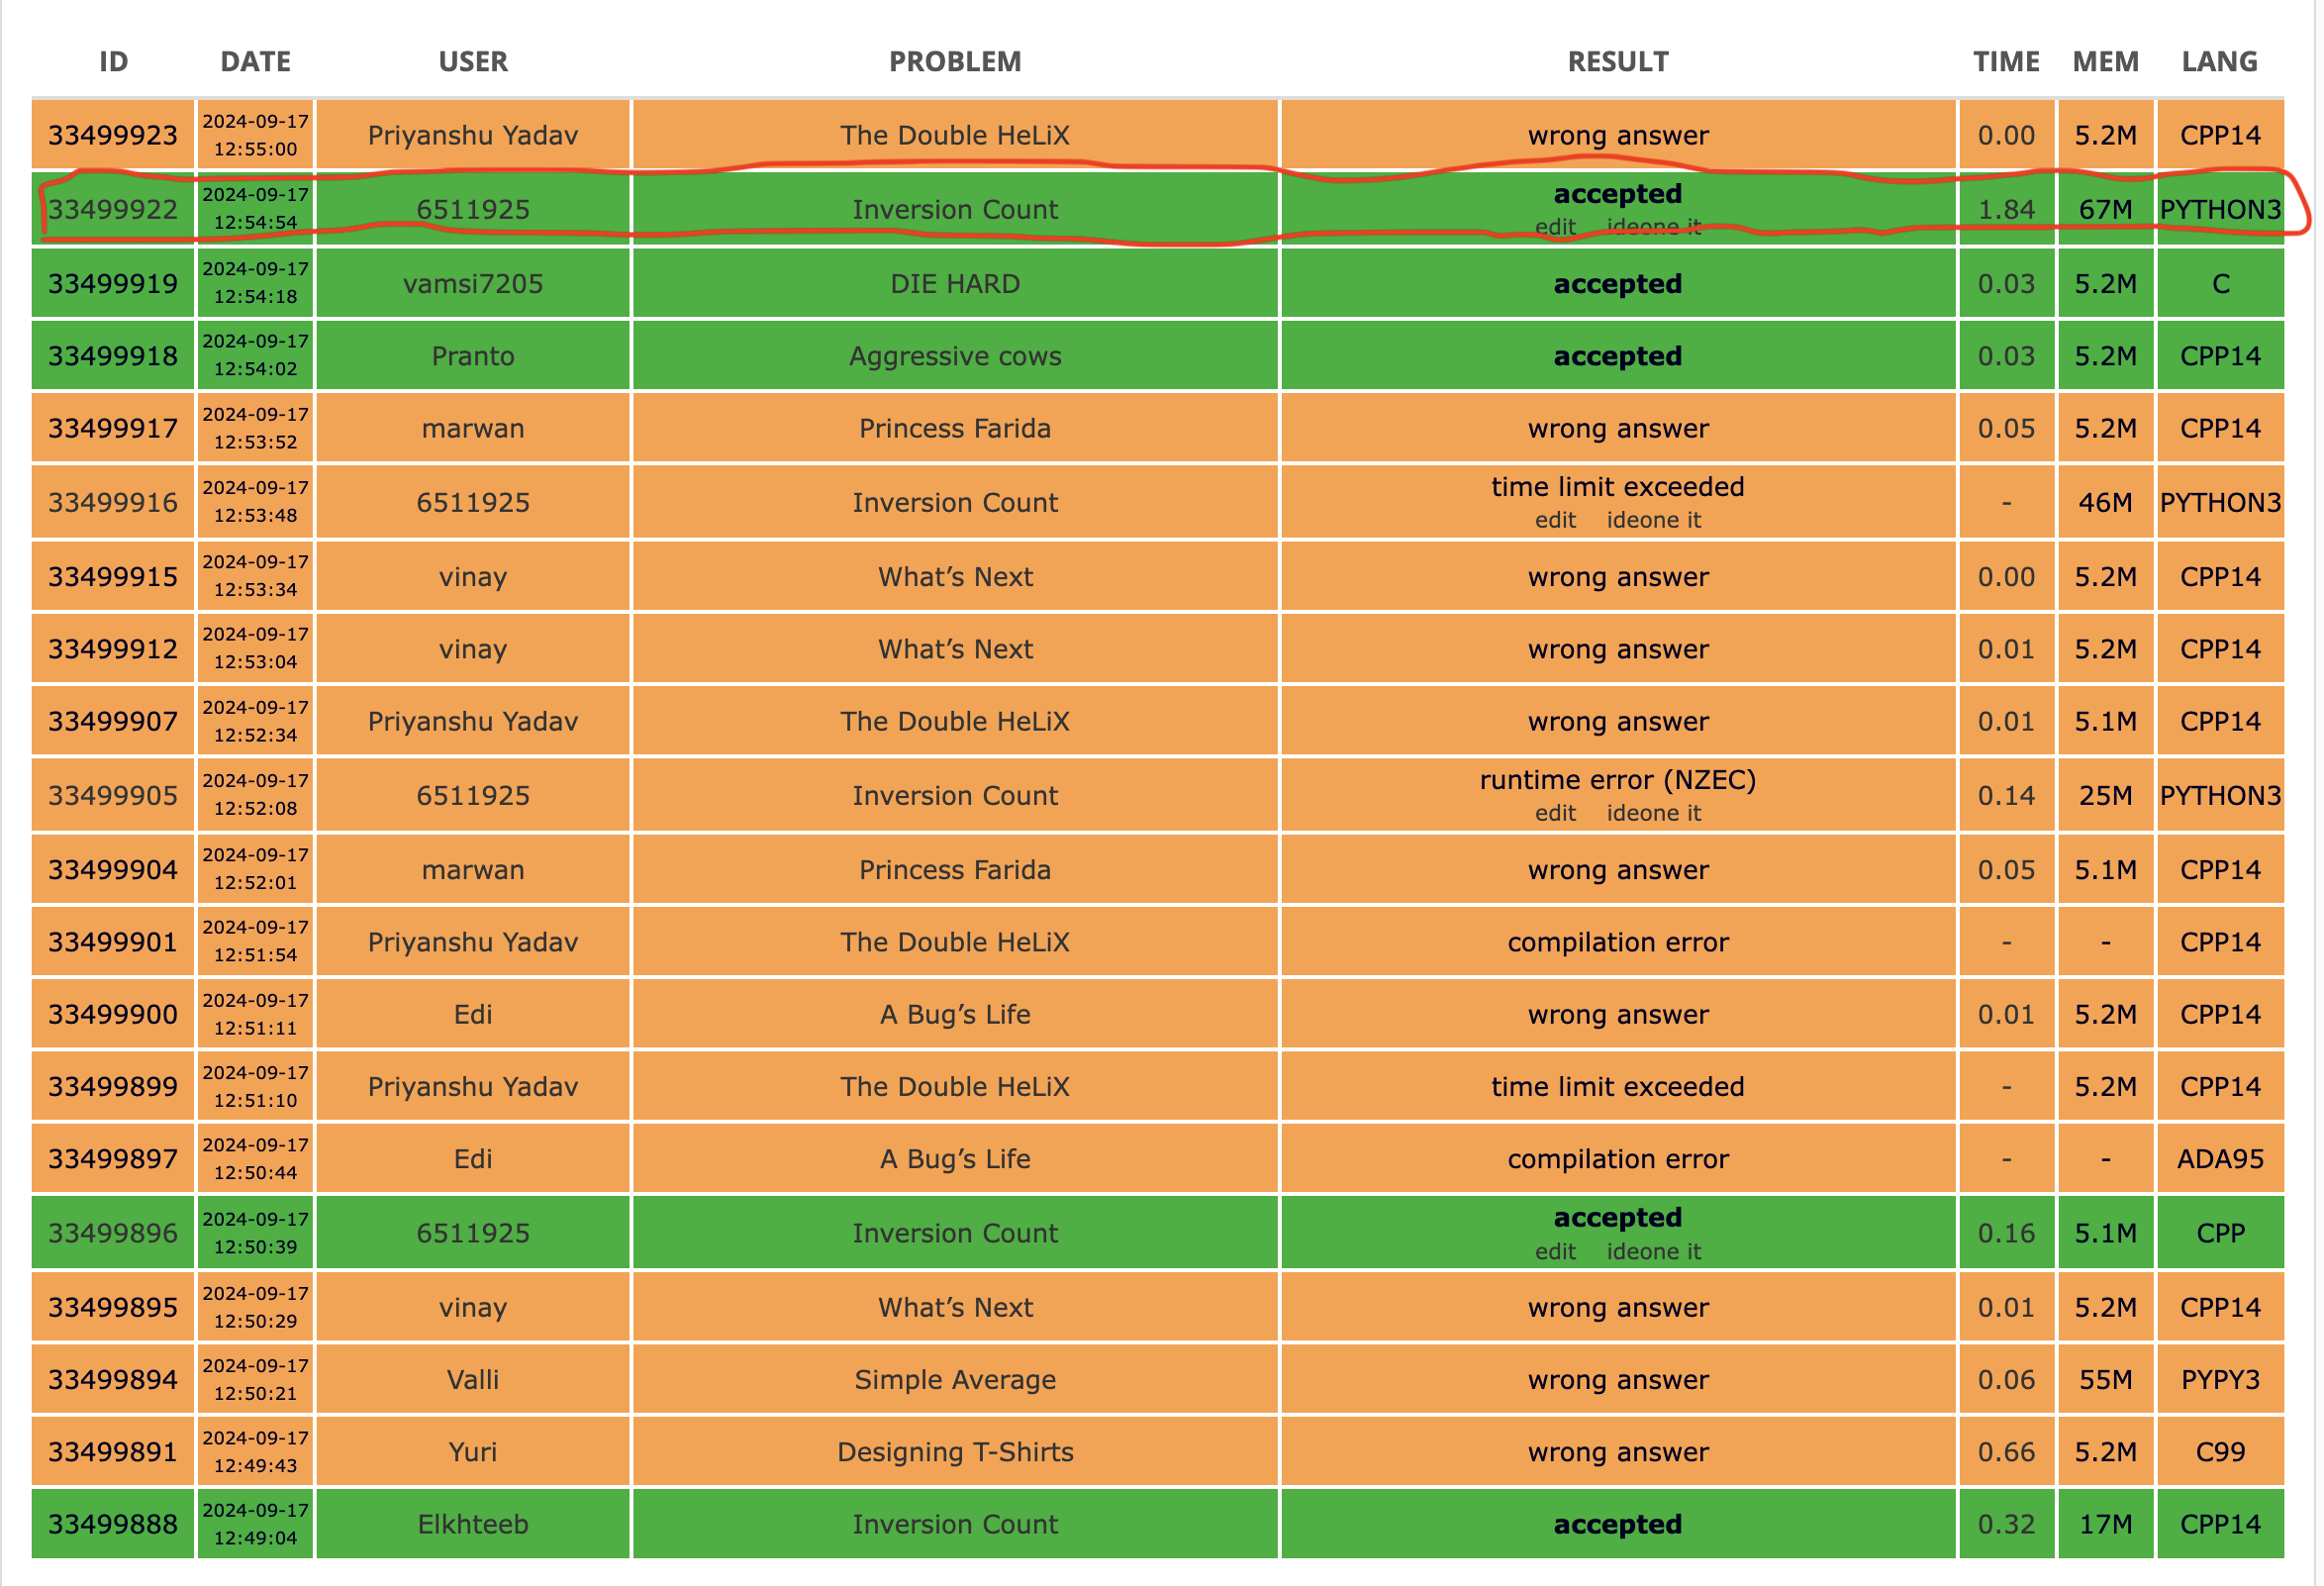 ID DATE USER PROBLEM RESULT TIME MEM LANG
33499923 2024-09-17 12:55:00 Priyanshu Yadav The Double HeLiX wrong answer 0.00 5.2M CPP14
33499922 2024-09-17 12:54:54 6511925 Inversion Count accepted edit ideone it 1.84 67M PYTHON3
33499919 2024-09-17 12:54:18 vamsi7205 DIE HARD accepted 0.03 5.2M C
33499918 2024-09-17 12:54:02 Pranto Aggressive cows accepted 0.03 5.2M CPP14
33499917 2024-09-17 12:53:52 marwan Princess Farida wrong answer 0.05 5.2M CPP14
33499916 2024-09-17 12:53:48 6511925 Inversion Count time limit exceeded edit ideone it - 46M PYTHON3
33499915 2024-09-17 12:53:34 vinay What’s Next wrong answer 0.00 5.2M CPP14
33499912 2024-09-17 12:53:04 vinay What’s Next wrong answer 0.01 5.2M CPP14
33499907 2024-09-17 12:52:34 Priyanshu Yadav The Double HeLiX wrong answer 0.01 5.1M CPP14
33499905 2024-09-17 12:52:08 6511925 Inversion Count runtime error (NZEC) edit ideone it 0.14 25M PYTHON3
33499904 2024-09-17 12:52:01 marwan Princess Farida wrong answer 0.05 5.1M CPP14
33499901 2024-09-17 12:51:54 Priyanshu Yadav The Double HeLiX compilation error - - CPP14
33499900 2024-09-17 12:51:11 Edi A Bug’s Life wrong answer 0.01 5.2M CPP14
33499899 2024-09-17 12:51:10 Priyanshu Yadav The Double HeLiX time limit exceeded - 5.2M CPP14
33499897 2024-09-17 12:50:44 Edi A Bug’s Life compilation error - - ADA95
33499896 2024-09-17 12:50:39 6511925 Inversion Count accepted edit ideone it 0.16 5.1M CPP
33499895 2024-09-17 12:50:29 vinay What’s Next wrong answer 0.01 5.2M CPP14
33499894 2024-09-17 12:50:21 Valli Simple Average wrong answer 0.06 55M PYPY3
33499891 2024-09-17 12:49:43 Yuri Designing T-Shirts wrong answer 0.66 5.2M C99
33499888 2024-09-17 12:49:04 Elkhteeb Inversion Count accepted 0.32 17M CPP14